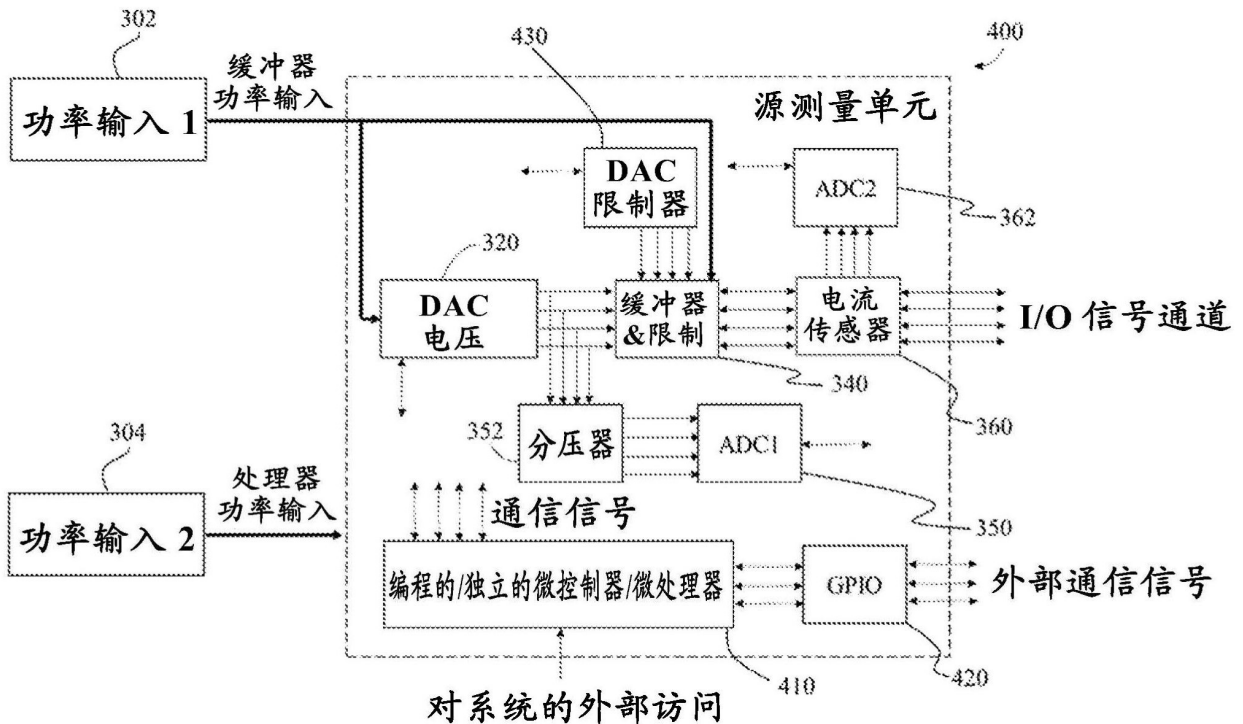 302
功率输入 1
缓冲器
功率输入
430
400
源测量单元
DAC
限制器
ADC2
362
320
DAC
电压
缓冲器
&限制
电流
传感器
I/O 信号通道
340
360
304
功率输入 2
处理器
功率输入
352
分压器
ADC1
350
通信信号
编程的/独立的微控制器/微处理器
GPIO
外部通信信号
410
420
对系统的外部访问